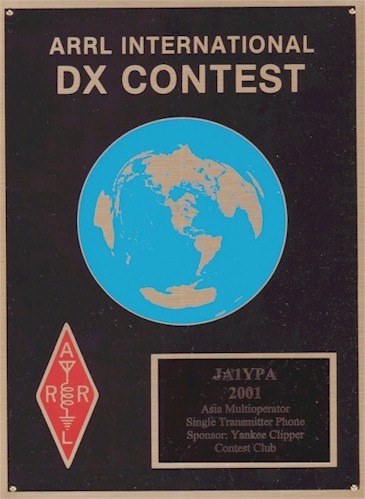 ARRL INTERNATIONAL
DX CONTEST
A
R R
L
JA1YPA
2001
Asia Multioperator
Single Transmitter Phone
Sponsor: Yankee Clipper
Contest Club